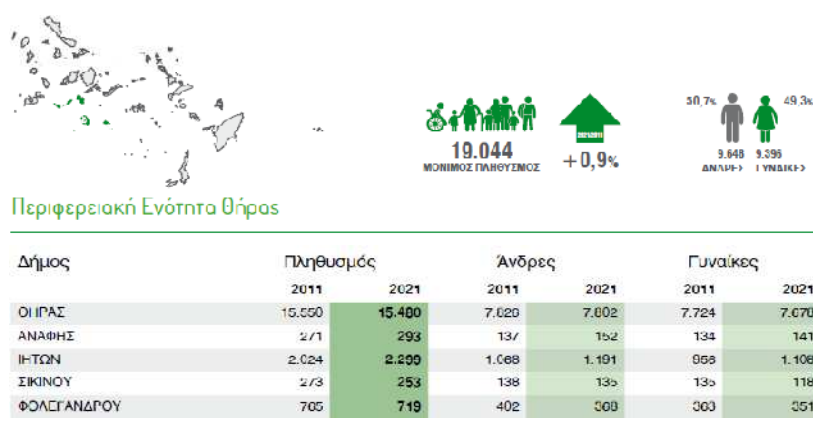 50,7% 49,3%
2021/2011
19.044
ΜΟΝΙΜΟΣ ΠΛΗΘΥΣΜΟΣ
+0,9%
9.648 9.396
ΑΝΔΡΕΣ ΓΥΝΑΙΚΕΣ
Περιφερειακή Ενότητα Θήρας
Δήμος Πληθυσμός Άνδρες Γυναίκες
2011 2021 2011 2021 2011 2021
ΘΗΡΑΣ 15.550 15.480 7.826 7.802 7.724 7.678
ΑΝΑΦΗΣ 271 293 137 152 134 141
ΙΗΤΩΝ 2.024 2.299 1.068 1.191 956 1.108
ΣΙΚΙΝΟΥ 273 253 138 135 135 118
ΦΟΛΕΓΑΝΔΡΟΥ 765 719 402 368 363 351